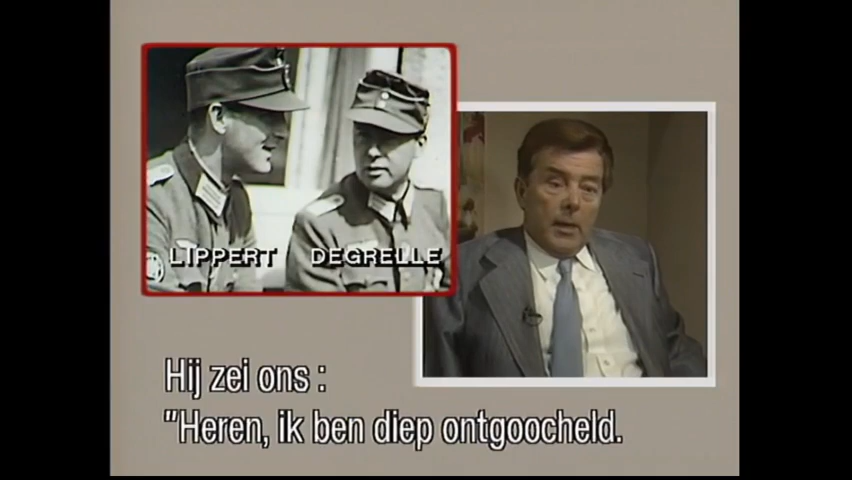 LIPPERT DEGRELLE
Hij zei ons :
"Heren, ik ben diep ontgoocheld.